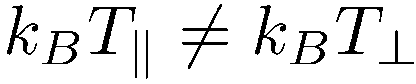 k_B T_∥ ≠ k_B T_⊥